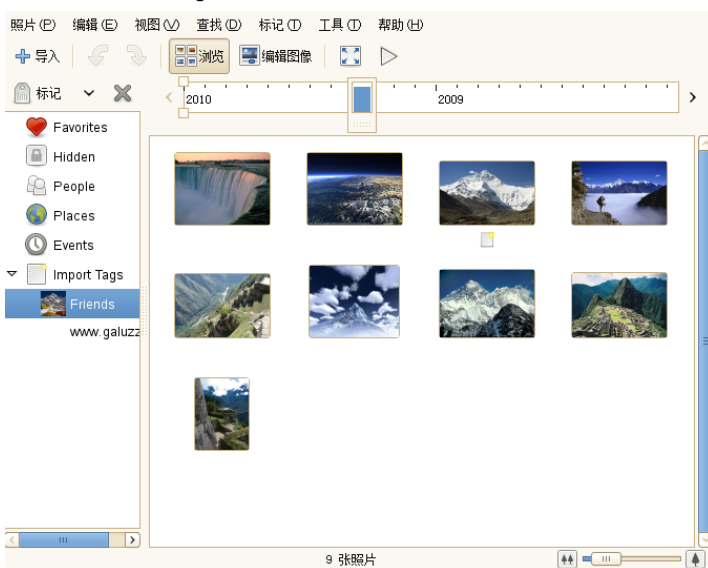 照片(P) 编辑(E) 视图(V) 查找(D) 标记(T) 工具(T) 帮助(H)
导入 浏览 编辑图像
标记
2010 2009
Favorites
Hidden
People
Places
Events
Import Tags
Friends
www.galuzz
9 张照片